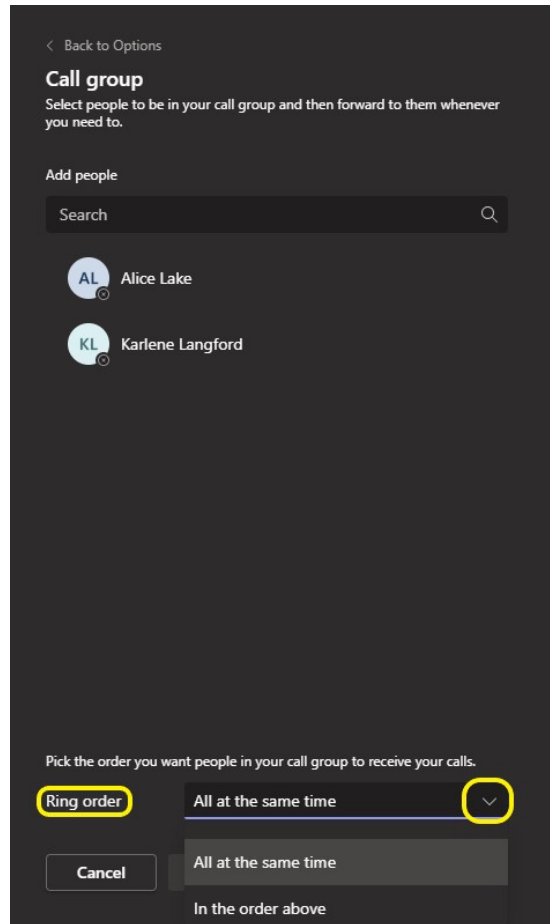 Back to Options
Call group
Select people to be in your call group and then forward to them whenever
you need to.
Add people
Search
AL Alice Lake
KL Karlene Langford
Pick the order you want people in your call group to receive your calls.
Ring order All at the same time
All at the same time
Cancel
In the order above